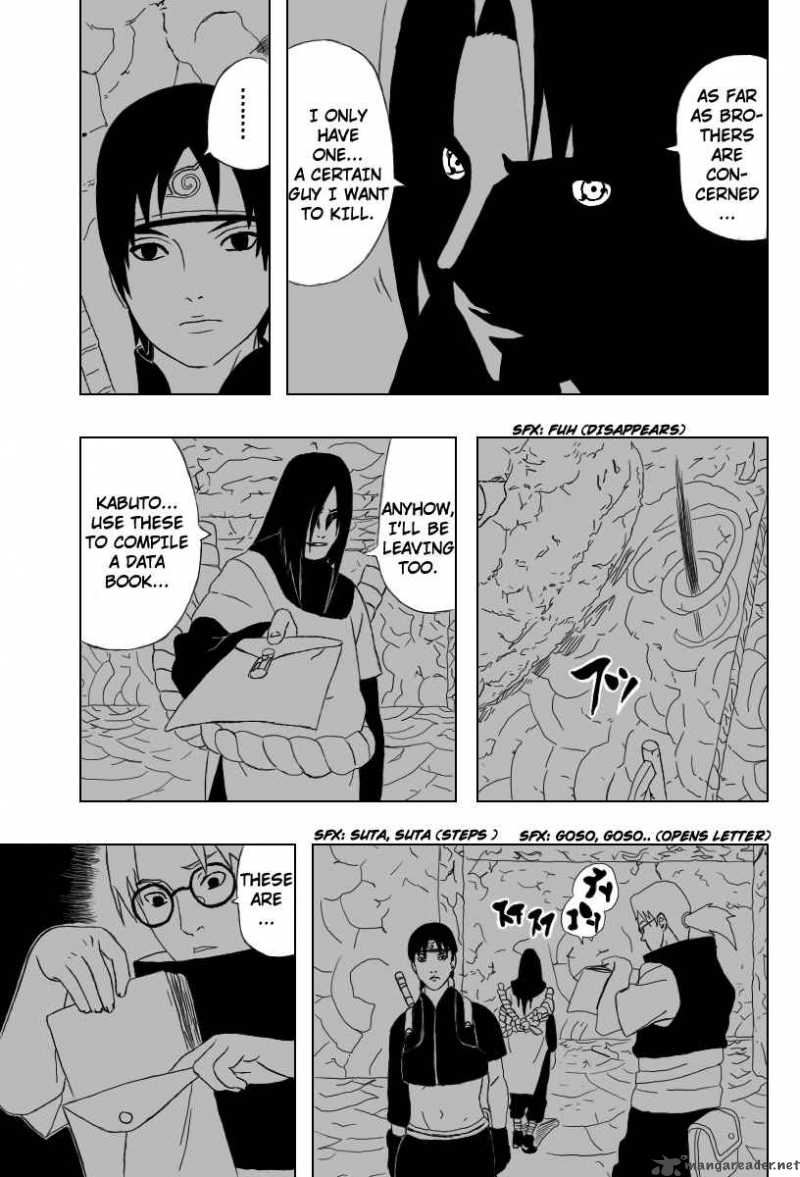 AS FAR
AS BRO-
THERS
ARE
CON-
CERNED
...
I ONLY
HAVE
ONE...
A CERTAIN
GUY I WANT
TO KILL.
........
SFX: FUH (DISAPPEARS)
フッ
ANYHOW,
I'LL BE
LEAVING
TOO.
KABUTO...
USE THESE
TO COMPILE
A DATA
BOOK...
SFX: SUTA, SUTA (STEPS )
SFX: GOSO, GOSO.. (OPENS LETTER)
THESE
ARE
...
mangareader.net